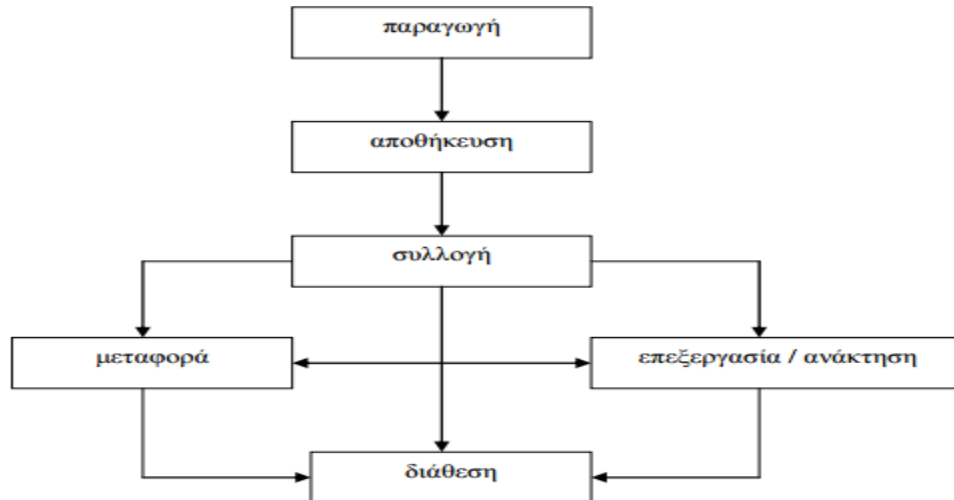 παραγωγή
αποθήκευση
συλλογή
μεταφορά
επεξεργασία / ανάκτηση
διάθεση